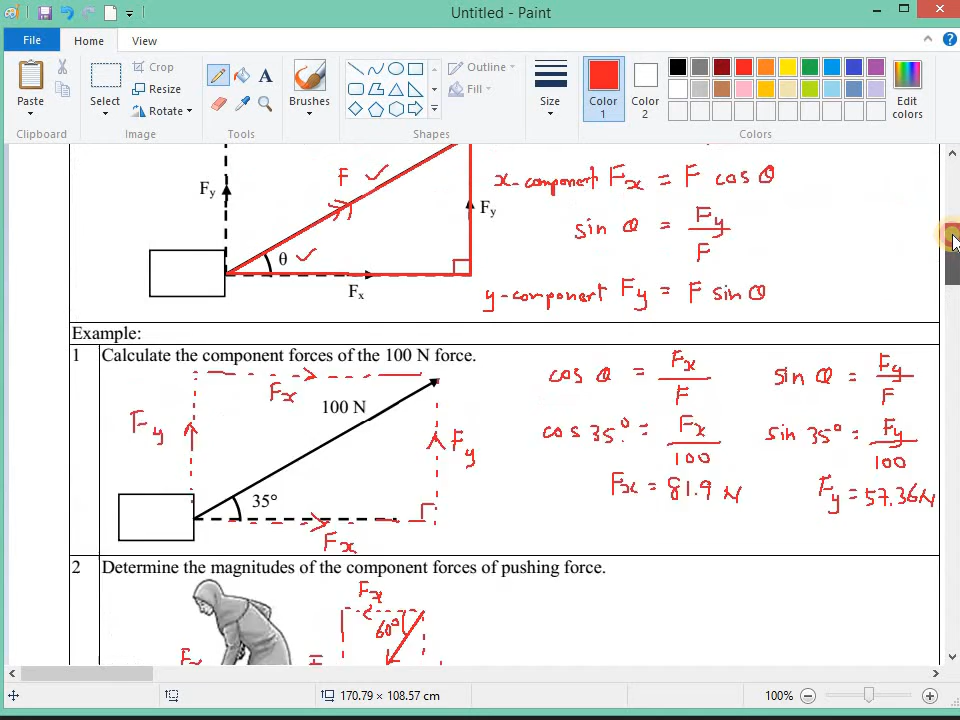 Untitled - Paint
File Home View
Paste
Select
Crop
Resize
Rotate
Brushes
Outline
Fill
Size
Color 1
Color 2
Edit colors
Clipboard Image Tools Shapes Colors
Fy
F
θ
Fx
Fy
x-component Fx = F cos θ
sin θ = Fy / F
y-component Fy = F sin θ
Example:
1 Calculate the component forces of the 100 N force.
Fx
Fy
100 N
Fy
35°
Fx
cos θ = Fx / F
cos 35° = Fx / 100
Fx = 81.9 N
sin θ = Fy / F
sin 35° = Fy / 100
Fy = 57.36 N
2 Determine the magnitudes of the component forces of pushing force.
Fx
60°
Fx
170.79 × 108.57 cm
100%